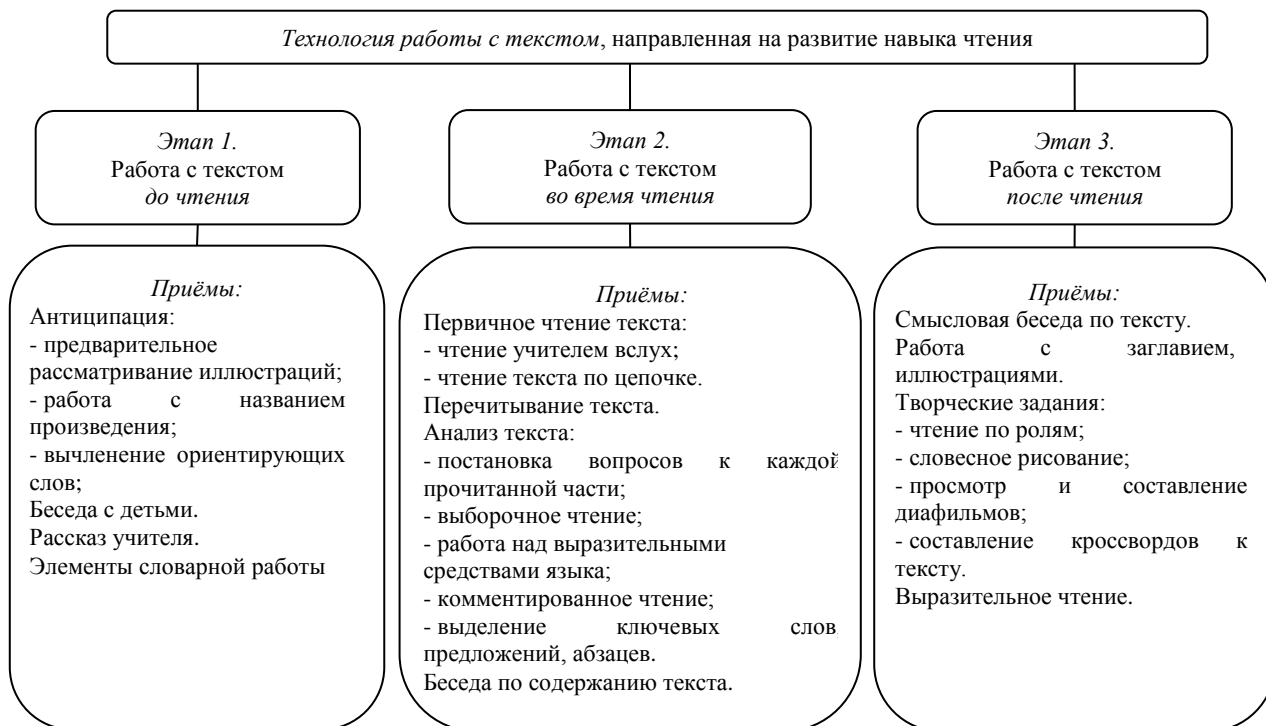 Технология работы с текстом, направленная на развитие навыка чтения
Этап 1.
Работа с текстом
до чтения
Этап 2.
Работа с текстом
во время чтения
Этап 3.
Работа с текстом
после чтения
Приёмы:
Антиципация:
- предварительное
рассматривание иллюстраций;
- работа с названием
произведения;
- вычленение ориентирующих
слов;
Беседа с детьми.
Рассказ учителя.
Элементы словарной работы
Приёмы:
Первичное чтение текста:
- чтение учителем вслух;
- чтение текста по цепочке.
Перечитывание текста.
Анализ текста:
- постановка вопросов к каждой
прочитанной части;
- выборочное чтение;
- работа над выразительными
средствами языка;
- комментированное чтение;
- выделение ключевых слов,
предложений, абзацев.
Беседа по содержанию текста.
Приёмы:
Смысловая беседа по тексту.
Работа с заглавием,
иллюстрациями.
Творческие задания:
- чтение по ролям;
- словесное рисование;
- просмотр и составление
диафильмов;
- составление кроссвордов к
тексту.
Выразительное чтение.